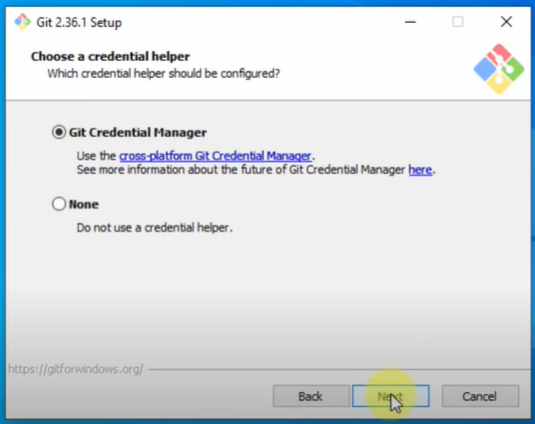 Git 2.36.1 Setup
Choose a credential helper
Which credential helper should be configured?
Git Credential Manager
Use the cross-platform Git Credential Manager.
See more information about the future of Git Credential Manager here.
None
Do not use a credential helper.
https://gitforwindows.org/
Back Next Cancel